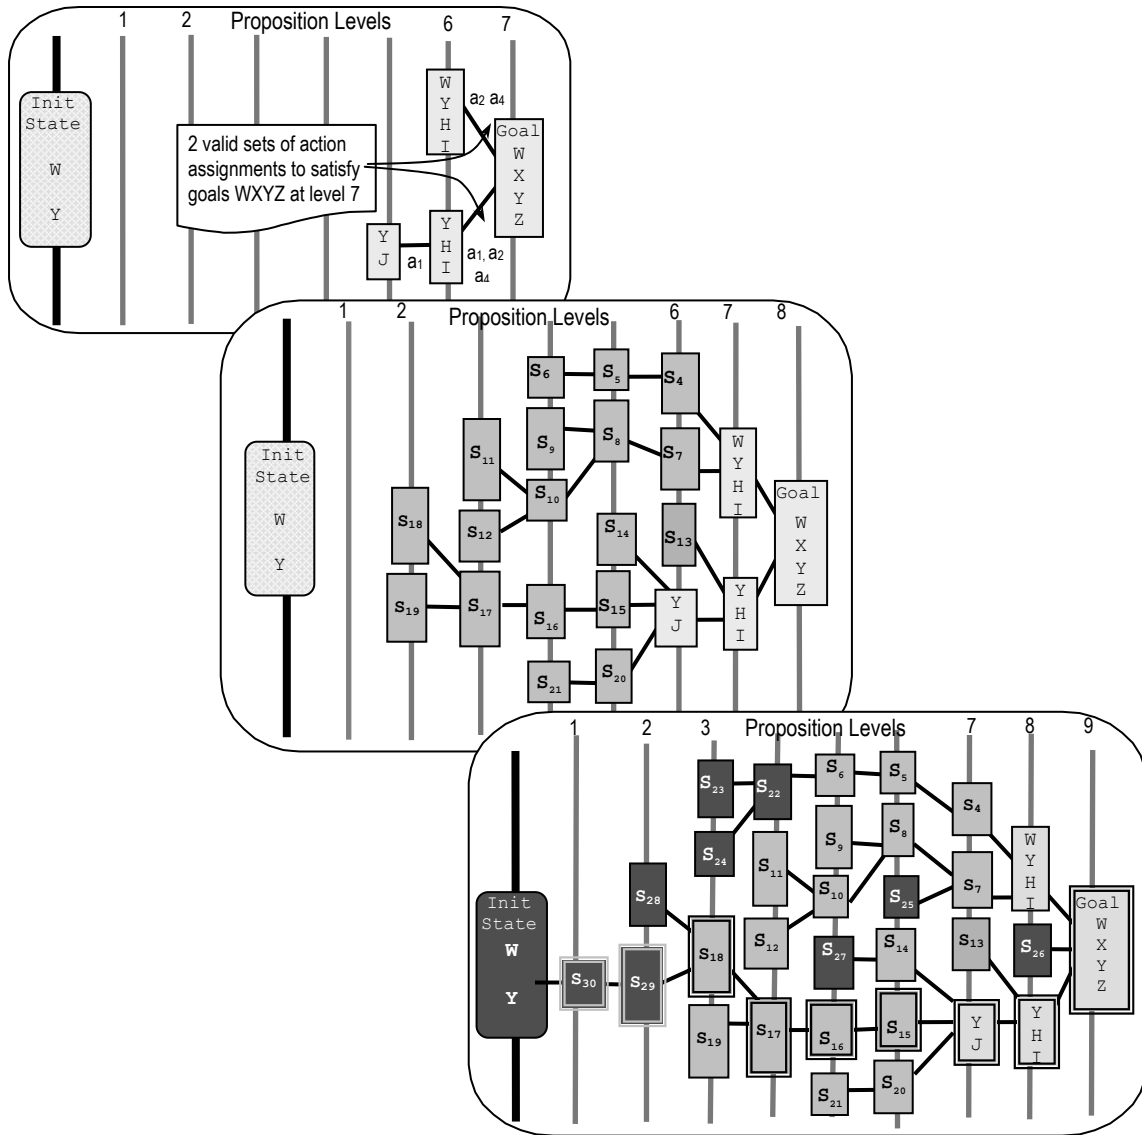 Proposition Levels
1 2 6 7
Init
State
W
Y
2 valid sets of action
assignments to satisfy
goals WXYZ at level 7
W
Y
H
I
a2 a4
Goal
W
X
Y
Z
Y
J
a1
Y
H
I
a1, a2
a4
Proposition Levels
1 2 6 7 8
Init
State
W
Y
S6 S5 S4
S9 S8 S7
S11
S10
S18 S12 S14 S13
S19 S17 S16 S15
S21 S20
W
Y
H
I
Y
J
Y
H
I
Goal
W
X
Y
Z
Proposition Levels
1 2 3 7 8 9
Init
State
W
Y
S23 S22 S6 S5 S4
S24 S11 S9 S8 S7
S10 S25
S28 S12 S27 S14 S13 S26
S30 S29 S18
S19 S17 S16 S15
S21 S20
W
Y
H
I
Y
J
Y
H
I
Goal
W
X
Y
Z